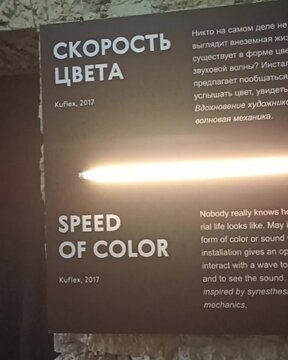 СКОРОСТЬ
ЦВЕТА
Kuflex, 2017
Никто на самом деле не
выглядит внеземная жиз
существует в форме цве
звуковой волны? Инстал
предлагает пообщаться
услышать цвет, увидеть
Вдохновение художнико
волновая механика.
SPEED
OF COLOR
Kuflex, 2017
Nobody really knows ho
rial life looks like. May i
form of color or sound
installation gives an op
interact with a wave to
and to see the sound.
inspired by synesthes
mechanics.